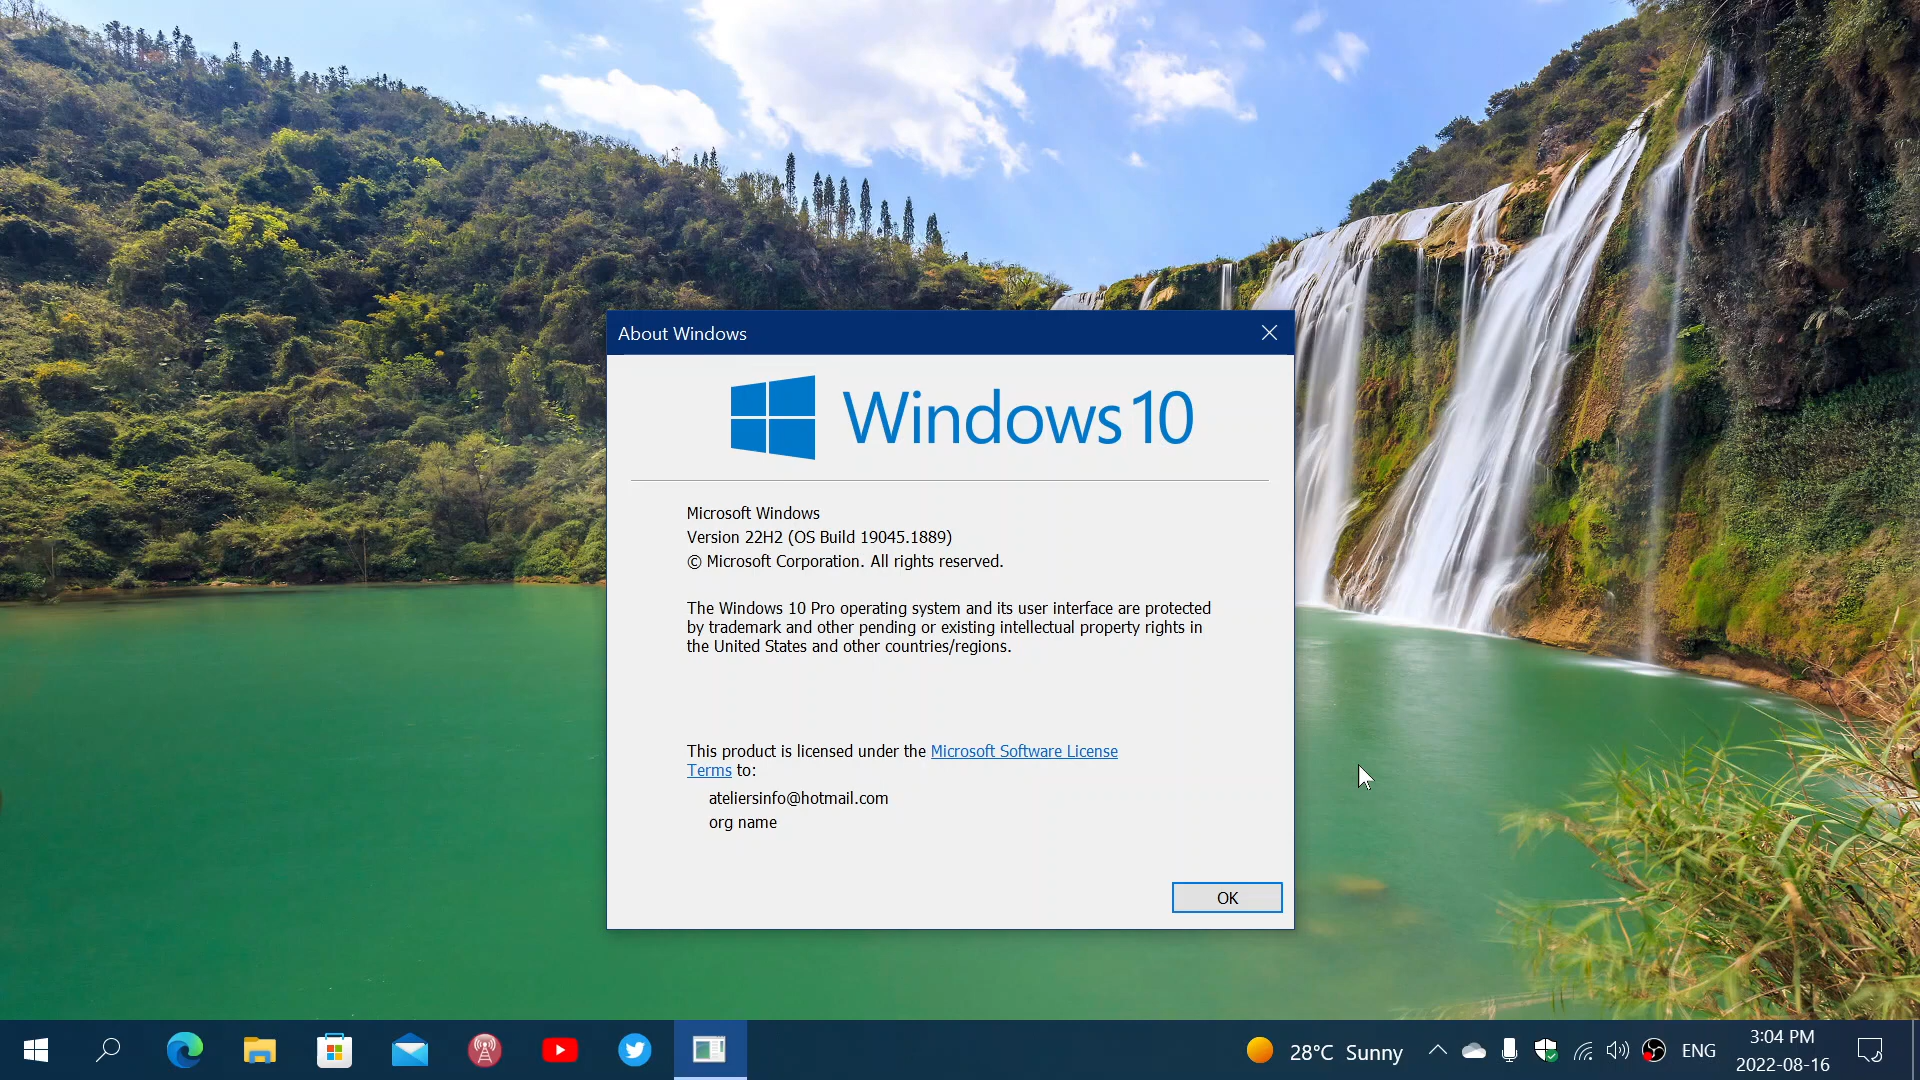 About Windows
Windows 10
Microsoft Windows
Version 22H2 (OS Build 19045.1889)
© Microsoft Corporation. All rights reserved.
The Windows 10 Pro operating system and its user interface are protected
by trademark and other pending or existing intellectual property rights in
the United States and other countries/regions.
This product is licensed under the Microsoft Software License
Terms to:
ateliersinfo@hotmail.com
org name
OK
28°C Sunny
ENG
3:04 PM
2022-08-16